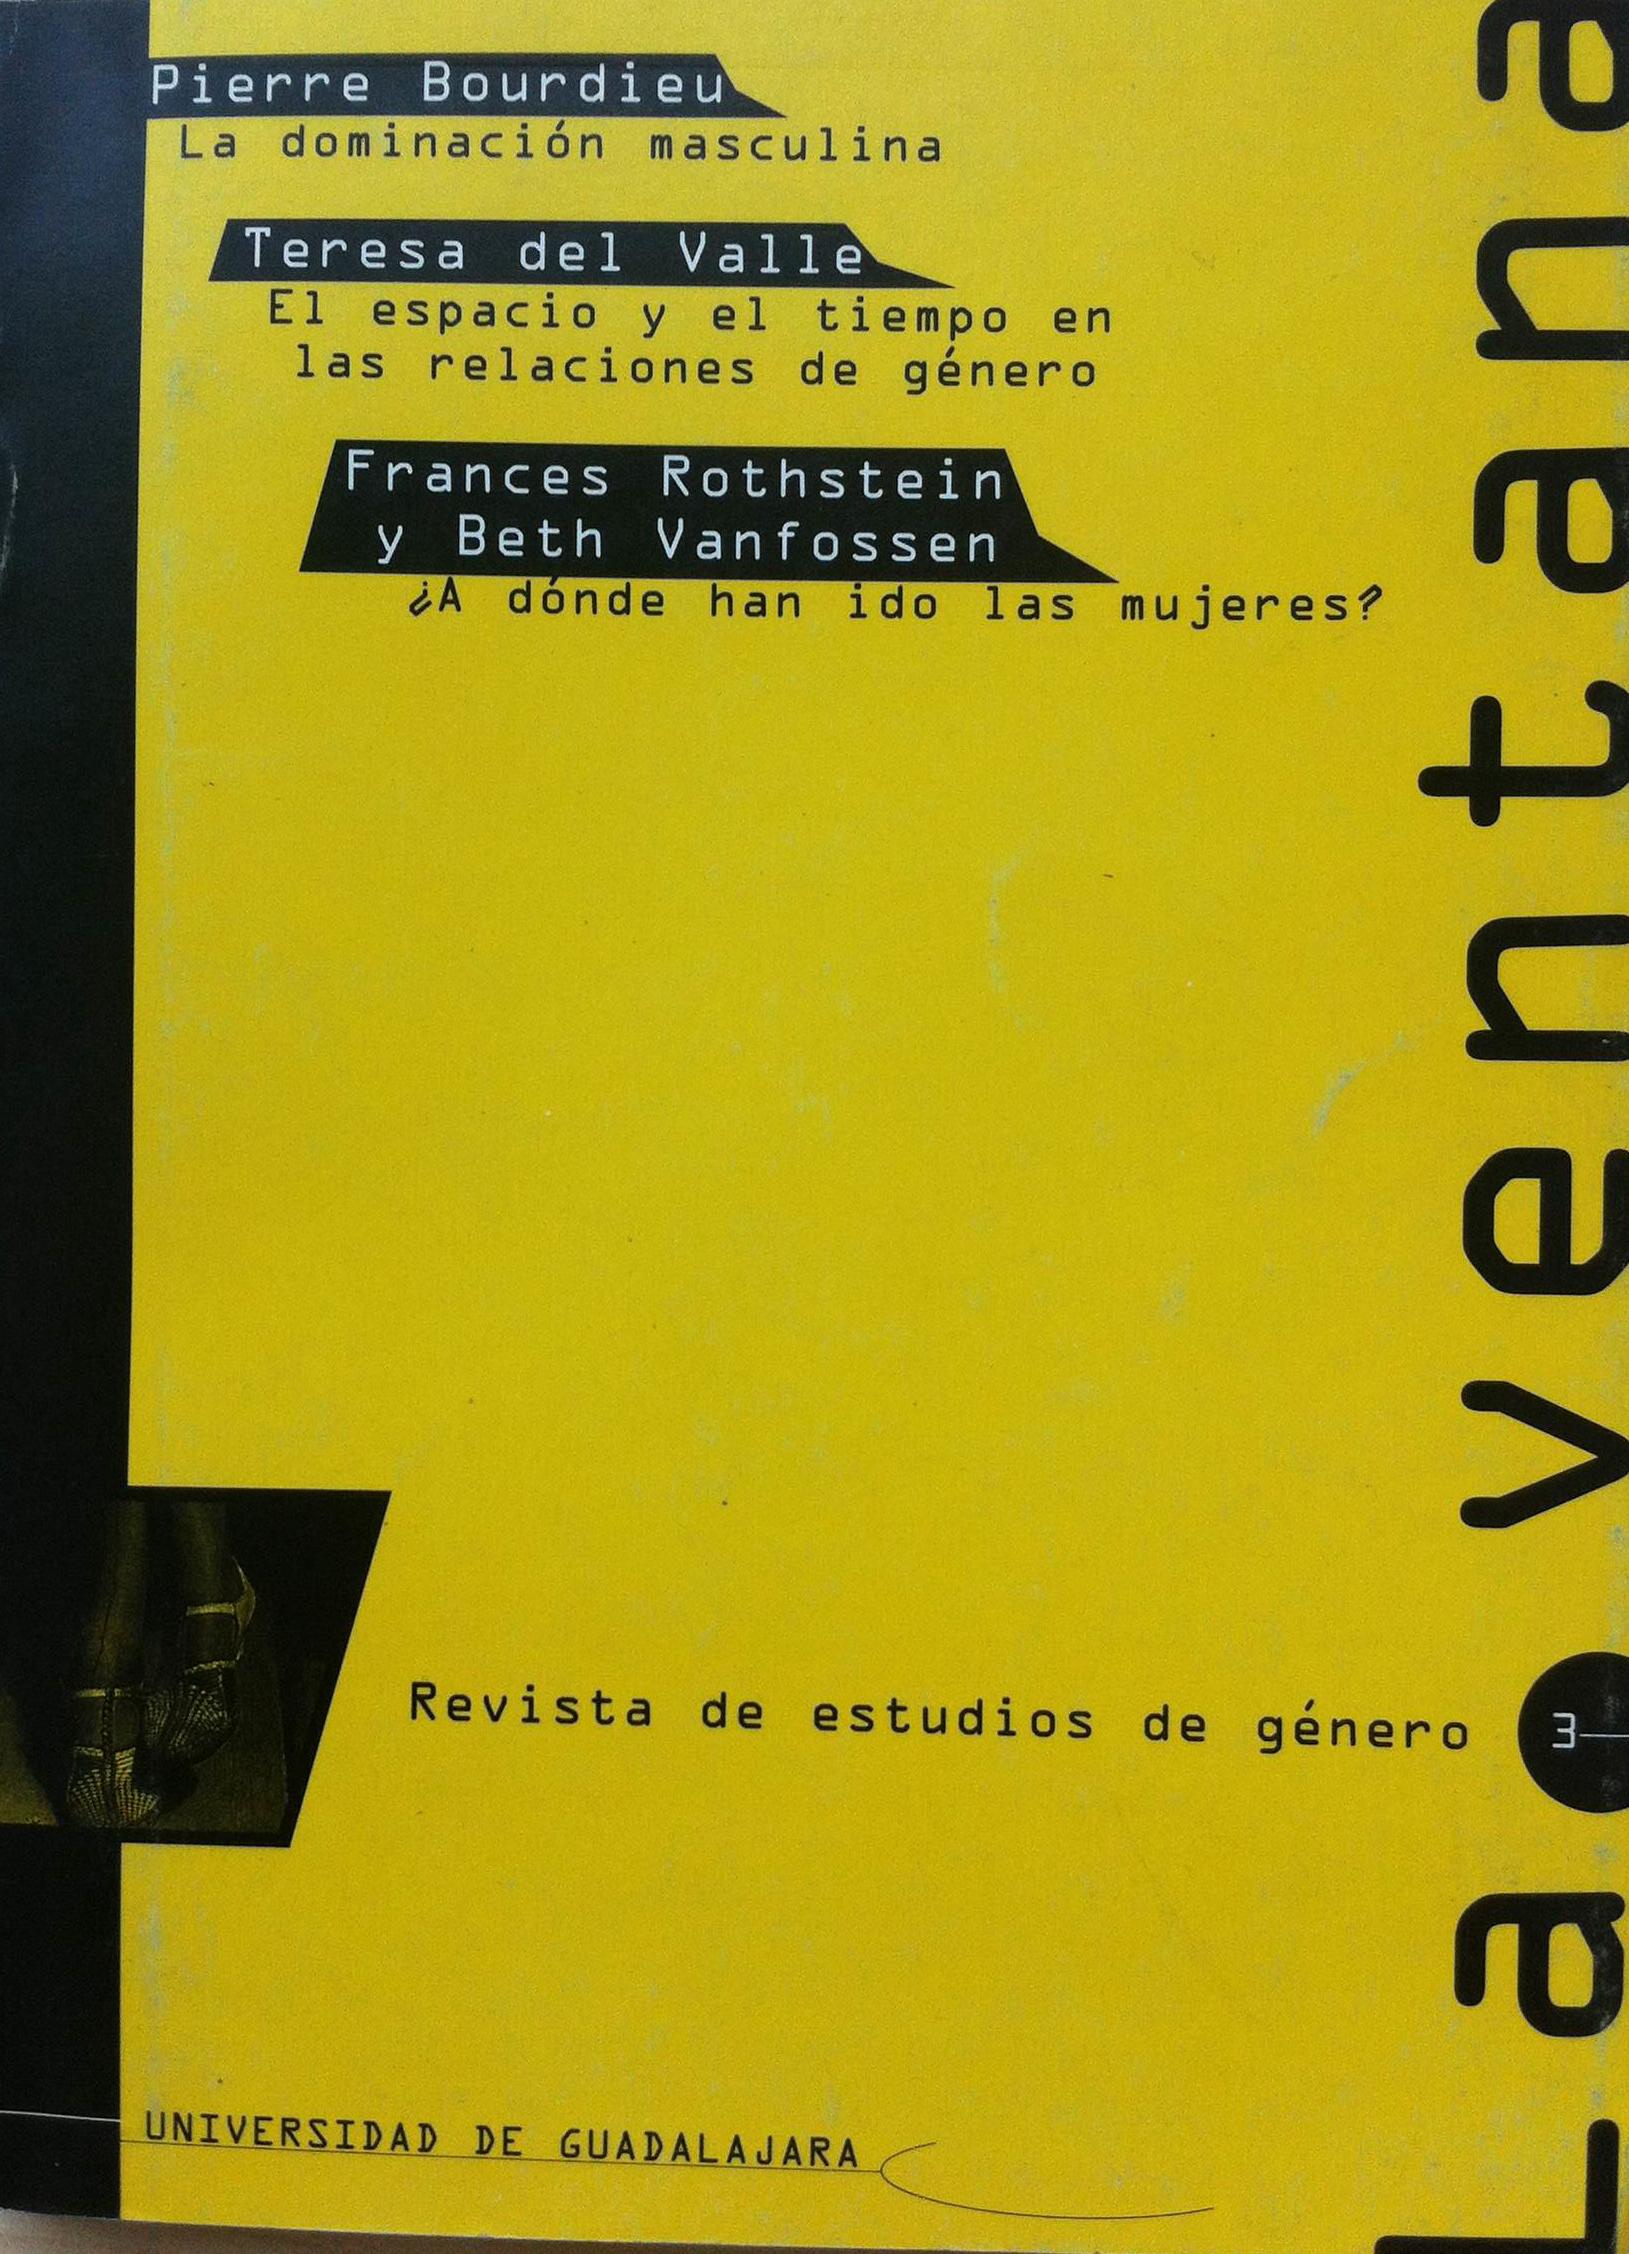 Pierre Bourdieu
La dominación masculina
Teresa del Valle
El espacio y el tiempo en
las relaciones de género
Frances Rothstein
y Beth Vanfossen
¿A dónde han ido las mujeres?
La ventana
Revista de estudios de género
3
UNIVERSIDAD DE GUADALAJARA